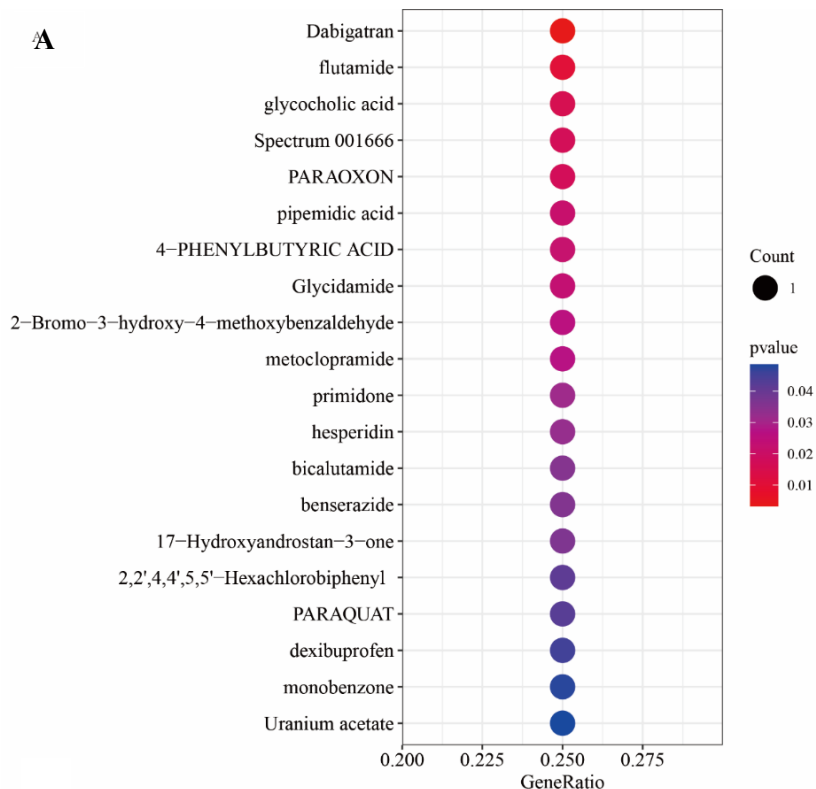 A
Dabigatran
flutamide
glycocholic acid
Spectrum 001666
PARAOXON
pipemidic acid
4−PHENYLBUTYRIC ACID
Glycidamide
2−Bromo−3−hydroxy−4−methoxybenzaldehyde
metoclopramide
primidone
hesperidin
bicalutamide
benserazide
17−Hydroxyandrostan−3−one
2,2',4,4',5,5'−Hexachlorobiphenyl
PARAQUAT
dexibuprofen
monobenzone
Uranium acetate
0.200 0.225 0.250 0.275
GeneRatio
Count
1
pvalue
0.04
0.03
0.02
0.01